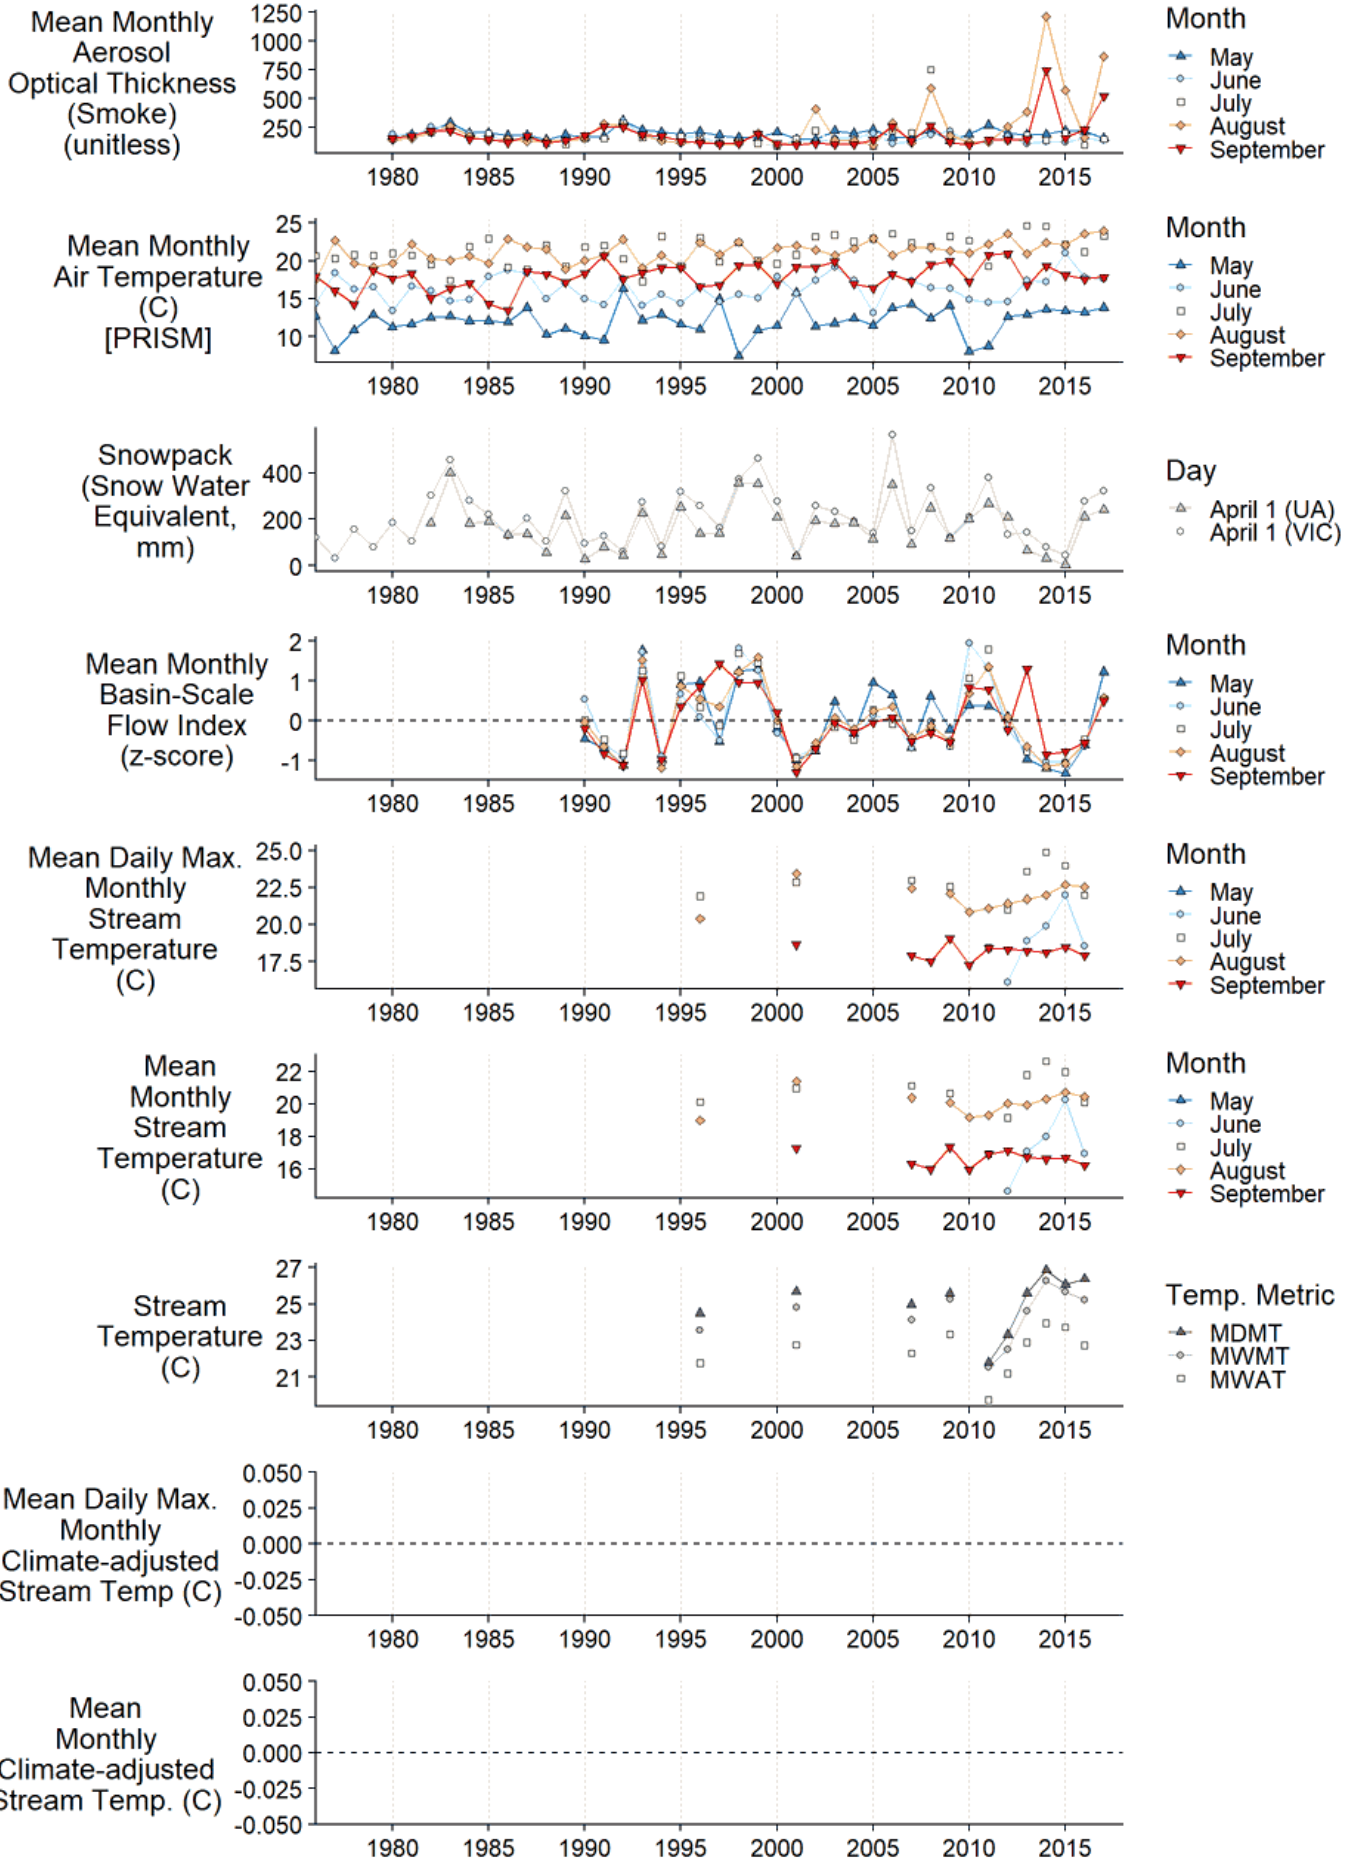 Mean Monthly
Aerosol
Optical Thickness
(Smoke)
(unitless)
1250
1000
750
500
250
1980 1985 1990 1995 2000 2005 2010 2015
Month
May
June
July
August
September
Mean Monthly
Air Temperature
(C)
[PRISM]
25
20
15
10
1980 1985 1990 1995 2000 2005 2010 2015
Month
May
June
July
August
September
Snowpack
(Snow Water
Equivalent,
mm)
400
200
0
1980 1985 1990 1995 2000 2005 2010 2015
Day
April 1 (UA)
April 1 (VIC)
Mean Monthly
Basin-Scale
Flow Index
(z-score)
2
1
0
-1
1980 1985 1990 1995 2000 2005 2010 2015
Month
May
June
July
August
September
Mean Daily Max.
Monthly
Stream
Temperature
(C)
25.0
22.5
20.0
17.5
1980 1985 1990 1995 2000 2005 2010 2015
Month
May
June
July
August
September
Mean
Monthly
Stream
Temperature
(C)
22
20
18
16
1980 1985 1990 1995 2000 2005 2010 2015
Month
May
June
July
August
September
Stream
Temperature
(C)
27
25
23
21
1980 1985 1990 1995 2000 2005 2010 2015
Temp. Metric
MDMT
MWMT
MWAT
Mean Daily Max.
Monthly
Climate-adjusted
Stream Temp (C)
0.050
0.025
0.000
-0.025
-0.050
1980 1985 1990 1995 2000 2005 2010 2015
Mean
Monthly
Climate-adjusted
Stream Temp. (C)
0.050
0.025
0.000
-0.025
-0.050
1980 1985 1990 1995 2000 2005 2010 2015